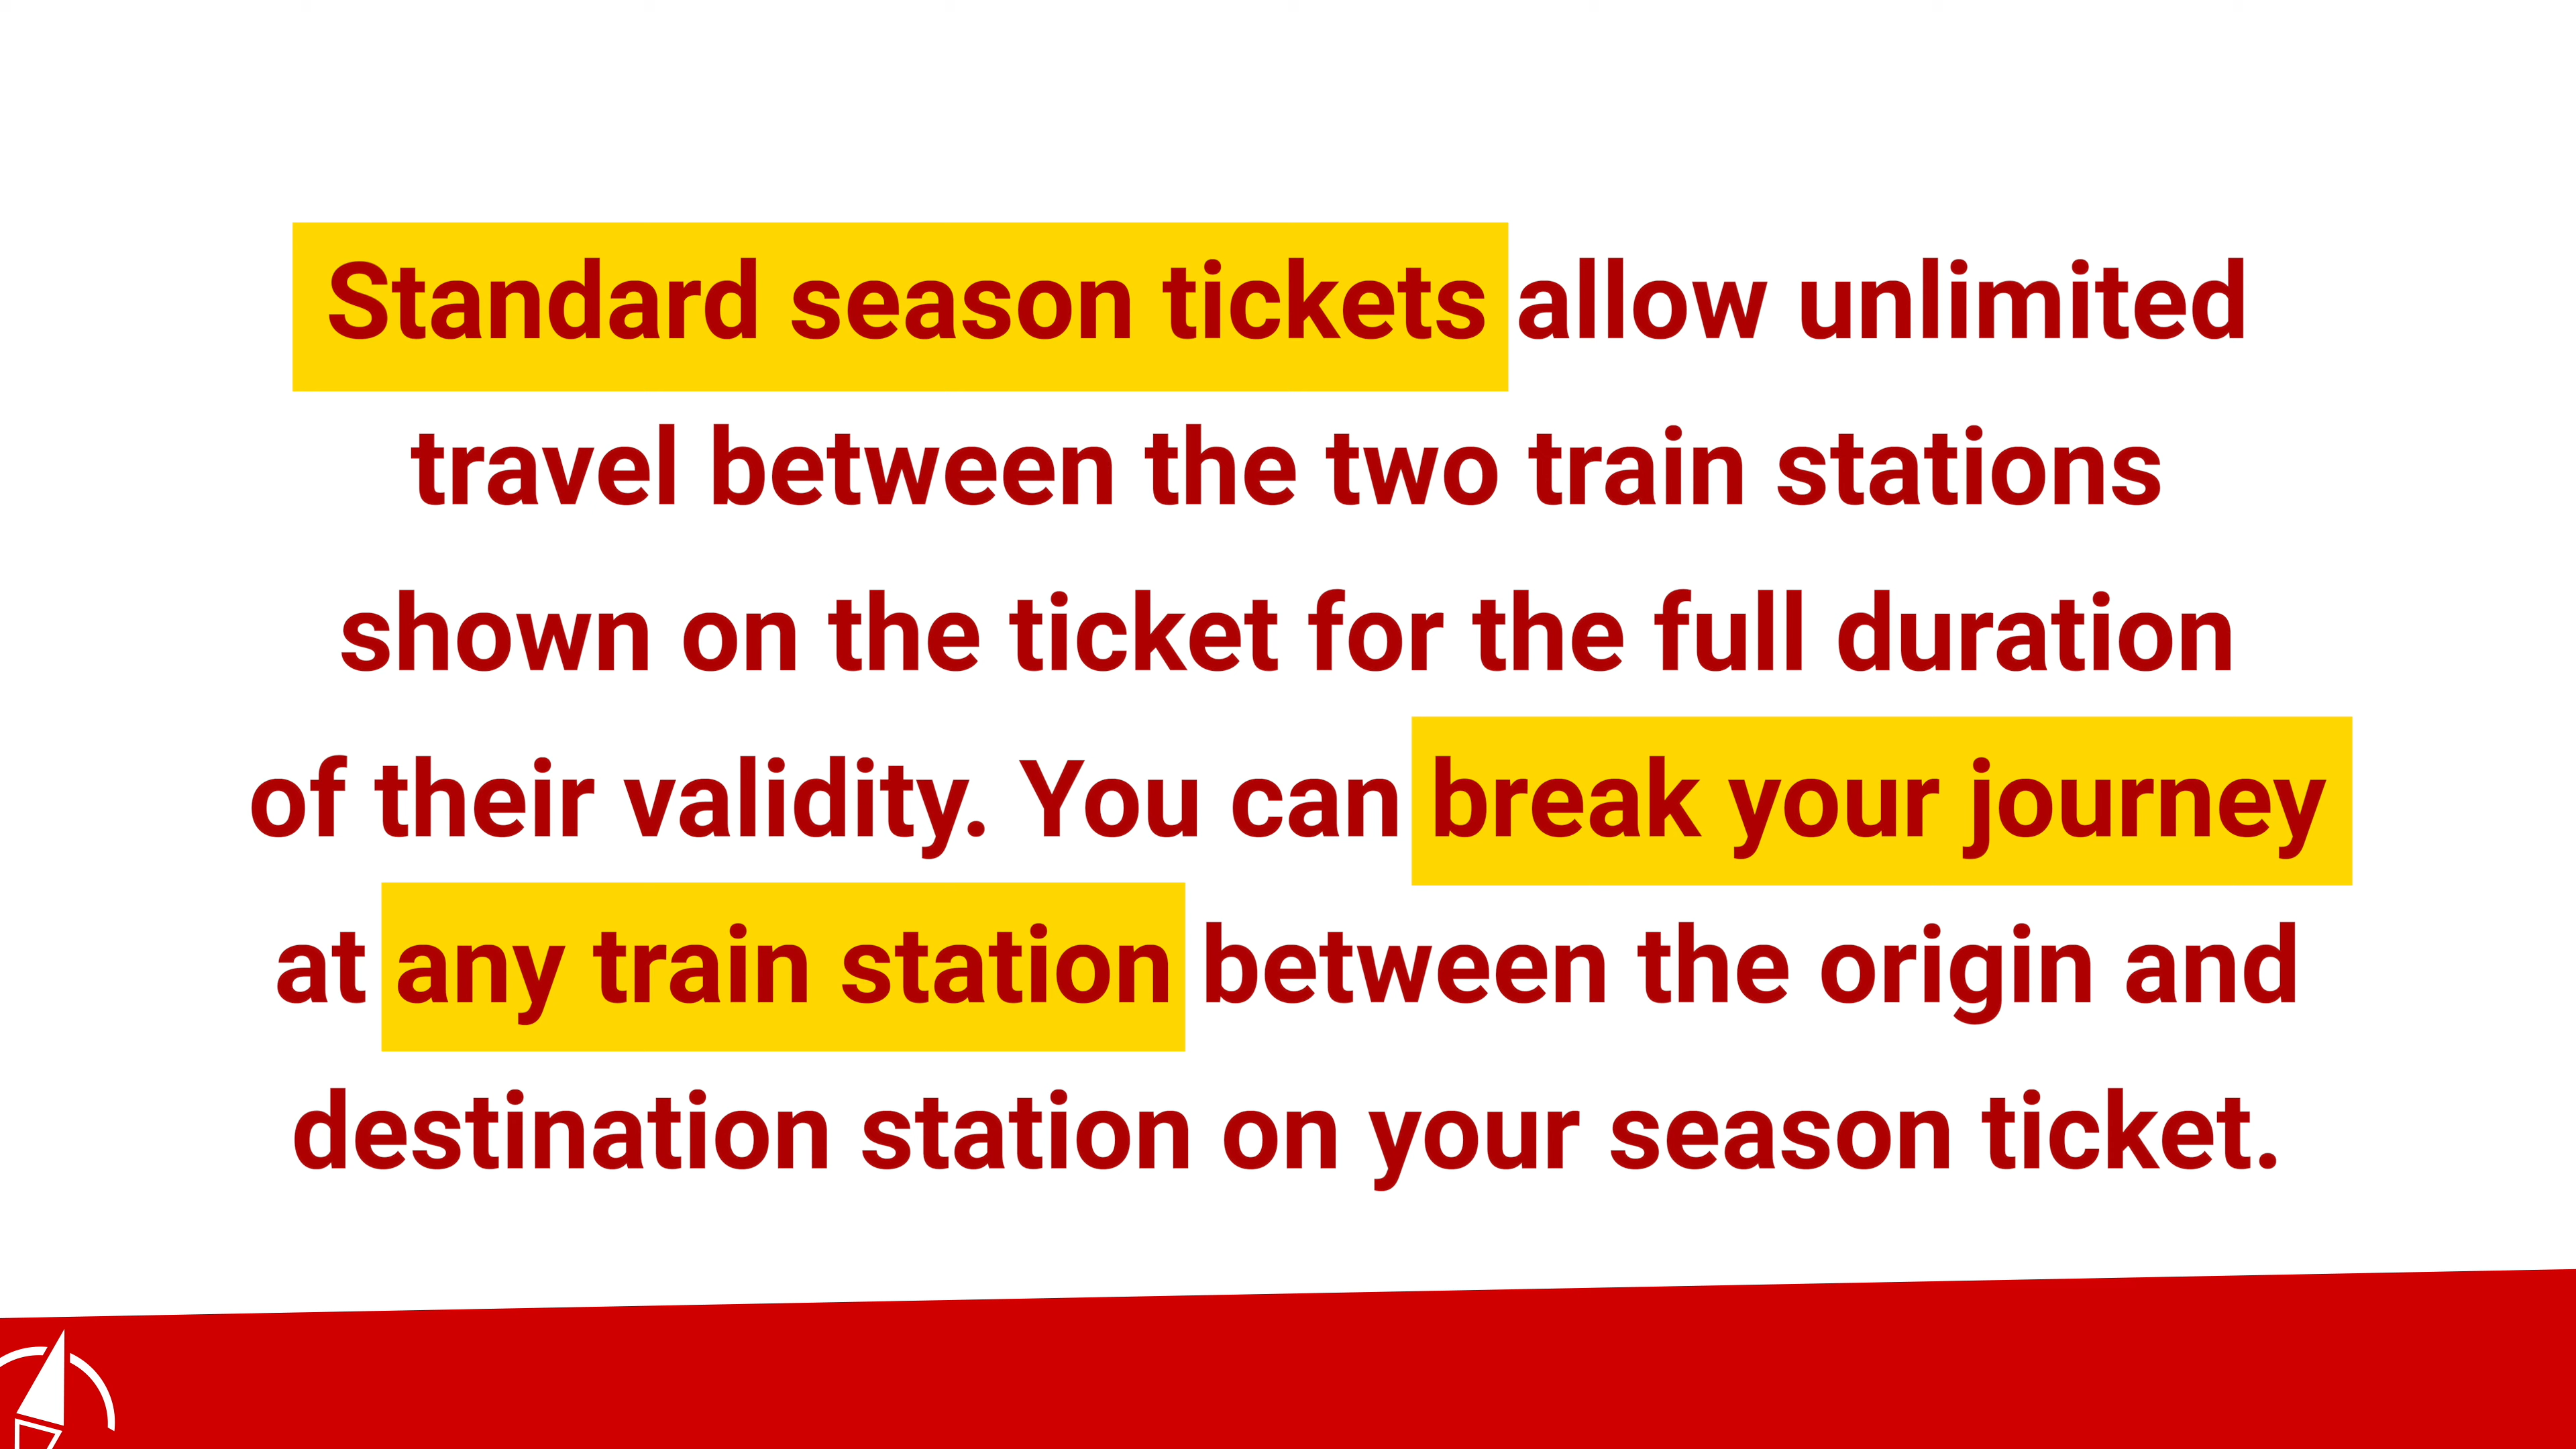 Standard season tickets allow unlimited
travel between the two train stations
shown on the ticket for the full duration
of their validity. You can break your journey
at any train station between the origin and
destination station on your season ticket.